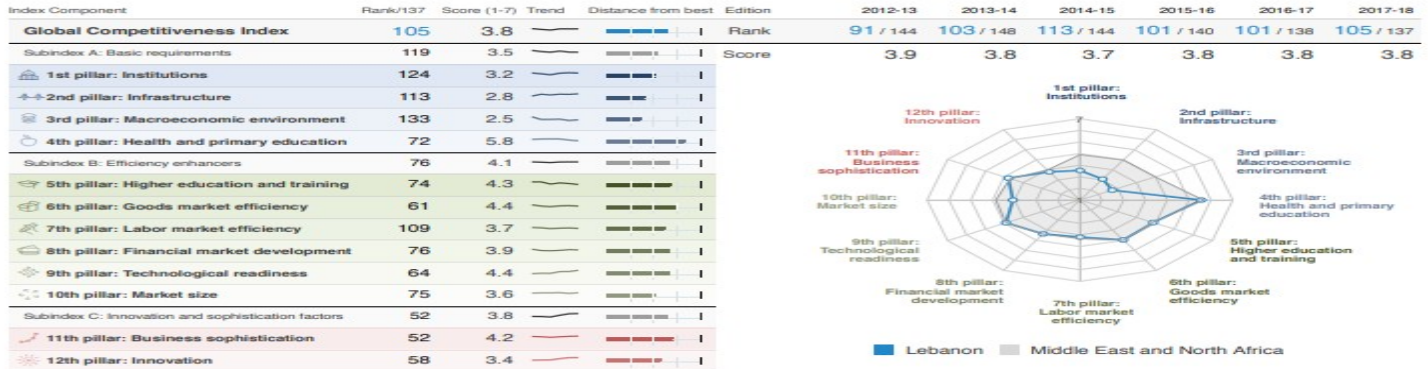 Index Component Rank/137 Score (1-7) Trend Distance from best
Global Competitiveness Index 105 3.8
Subindex A: Basic requirements 119 3.5
1st pillar: Institutions 124 3.2
2nd pillar: Infrastructure 113 2.8
3rd pillar: Macroeconomic environment 133 2.5
4th pillar: Health and primary education 72 5.8
Subindex B: Efficiency enhancers 76 4.1
5th pillar: Higher education and training 74 4.3
6th pillar: Goods market efficiency 61 4.4
7th pillar: Labor market efficiency 109 3.7
8th pillar: Financial market development 76 3.9
9th pillar: Technological readiness 64 4.4
10th pillar: Market size 75 3.6
Subindex C: Innovation and sophistication factors 52 3.8
11th pillar: Business sophistication 52 4.2
12th pillar: Innovation 58 3.4
Edition 2012-13 2013-14 2014-15 2015-16 2016-17 2017-18
Rank 91 / 144 103 / 148 113 / 144 101 / 140 101 / 138 105 / 137
Score 3.9 3.8 3.7 3.8 3.8 3.8
1st pillar:
Institutions
2nd pillar:
Infrastructure
3rd pillar:
Macroeconomic
environment
4th pillar:
Health and primary
education
5th pillar:
Higher education
and training
6th pillar:
Goods market
efficiency
7th pillar:
Labor market
efficiency
8th pillar:
Financial market
development
9th pillar:
Technological
readiness
10th pillar:
Market size
11th pillar:
Business
sophistication
12th pillar:
Innovation
7
Lebanon Middle East and North Africa